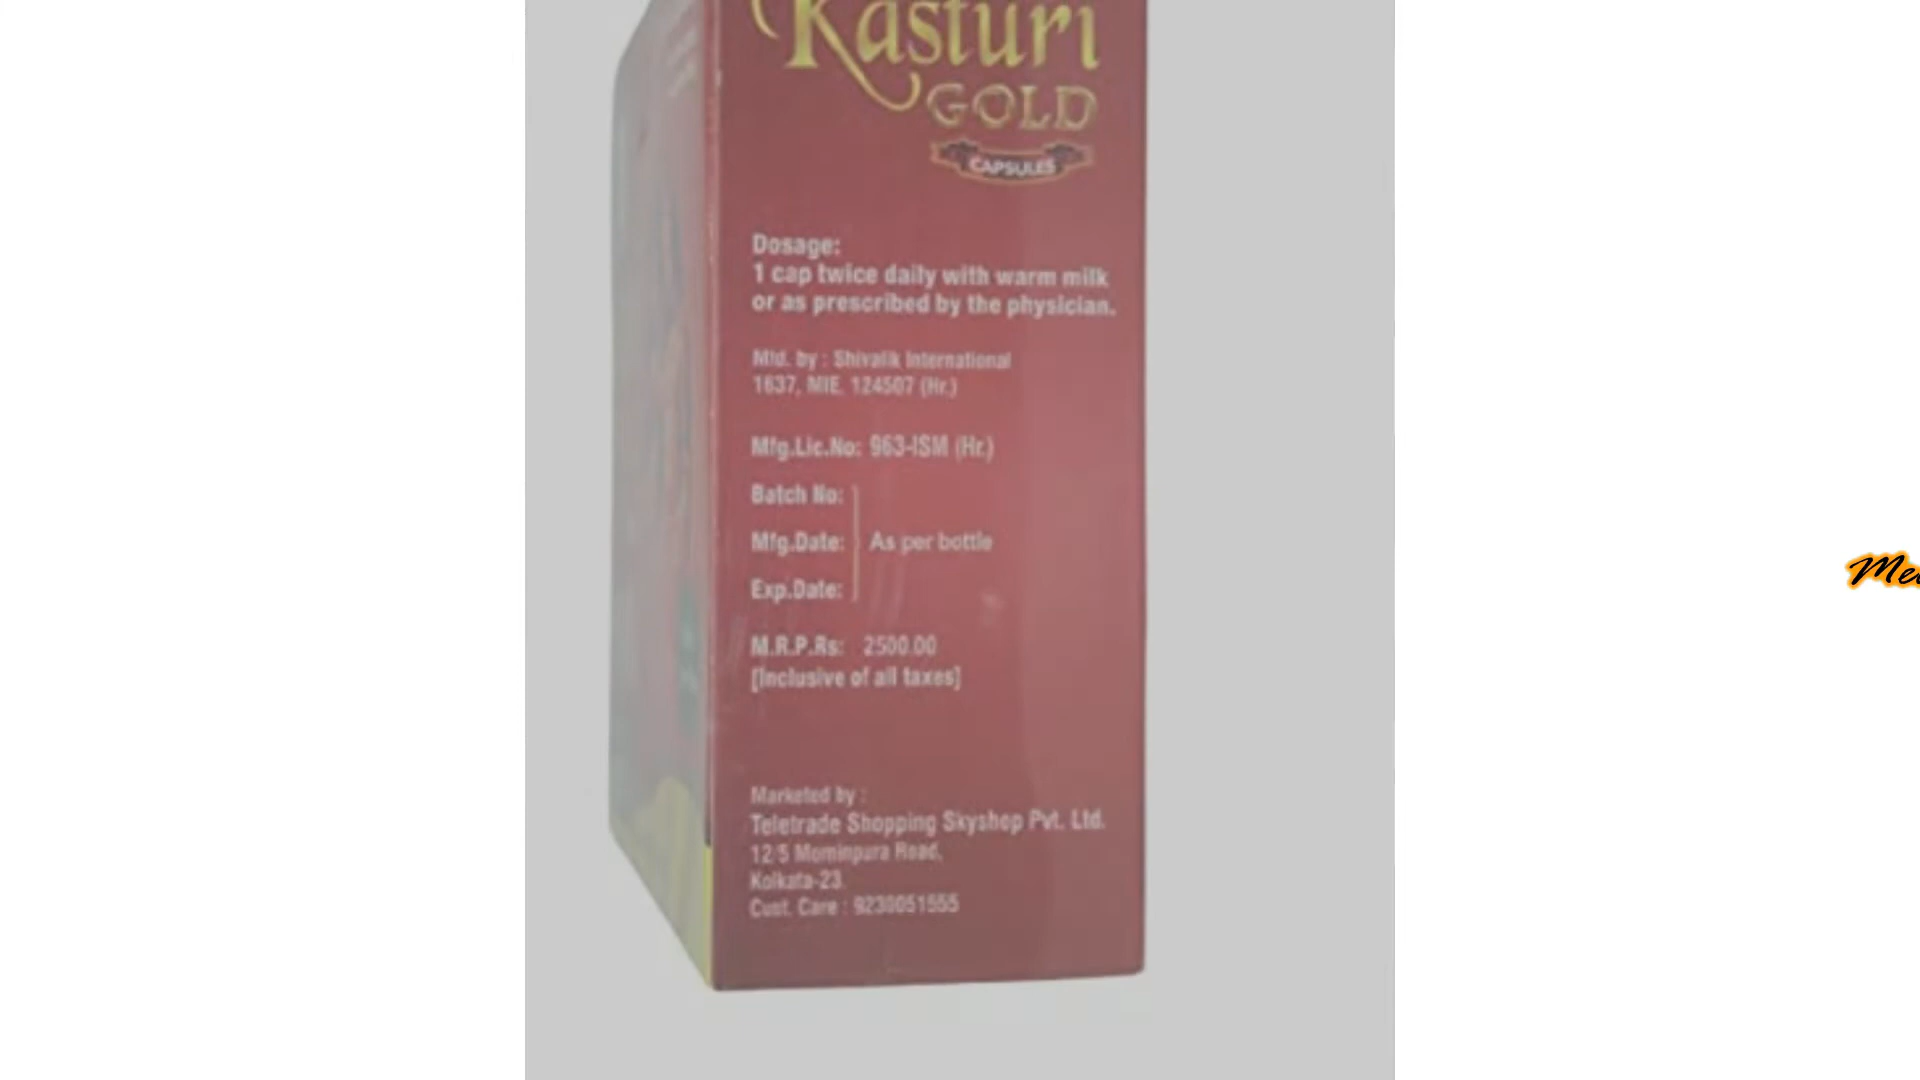 Kasturi
GOLD
CAPSULES
Dosage:
1 cap twice daily with warm milk
or as prescribed by the physician.
Mfd. by : Shivalik International
1637, MIE, 124507 (Hr.)
Mfg.Lic.No: 963-ISM (Hr.)
Batch No:
Mfg.Date: As per bottle
Exp.Date:
M.R.P.Rs: 2500.00
[Inclusive of all taxes]
Marketed by :
Teletrade Shopping Skyshop Pvt. Ltd.
12/5 Mominpura Road,
Kolkata-23.
Cust. Care : 9230051555